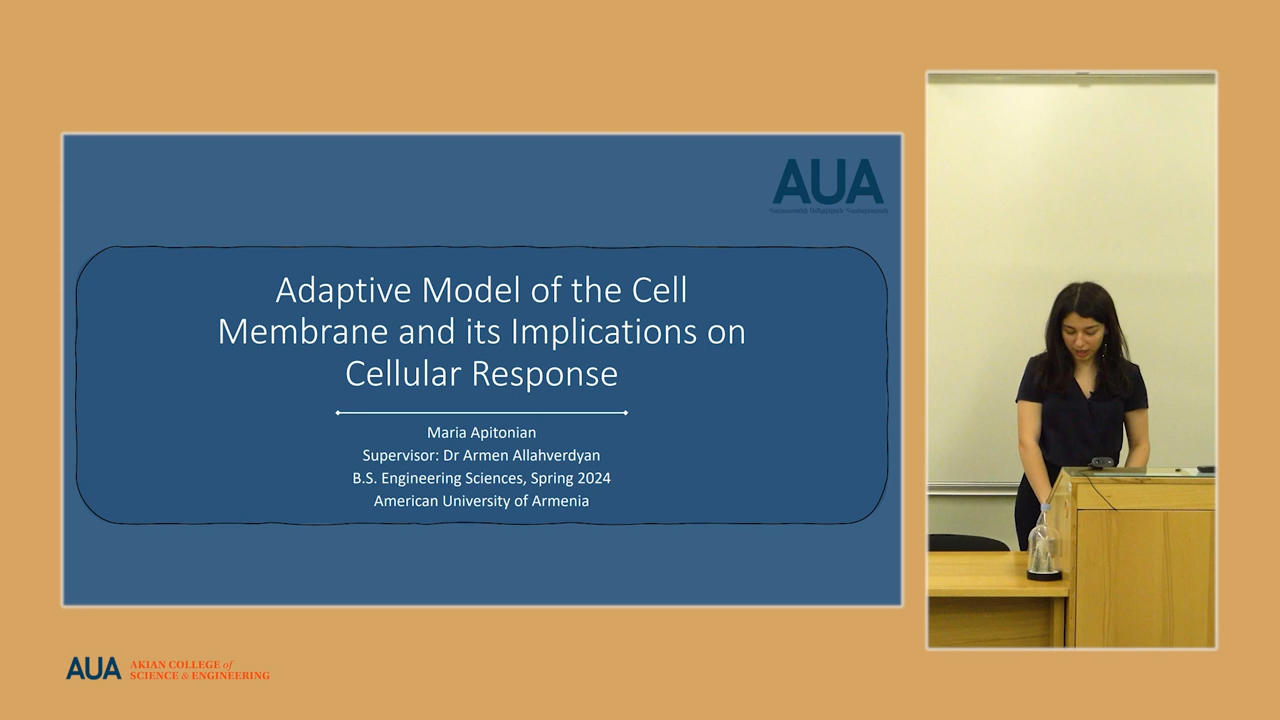 AUA
Adaptive Model of the Cell
Membrane and its Implications on
Cellular Response
Maria Apitonian
Supervisor: Dr Armen Allahverdyan
B.S. Engineering Sciences, Spring 2024
American University of Armenia
AUA
AKIAN COLLEGE of
SCIENCE & ENGINEERING